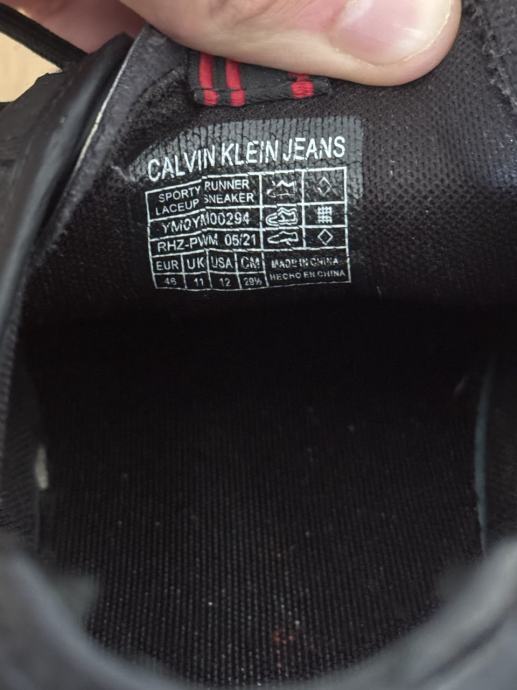 CALVIN KLEIN JEANS
SPORTY RUNNER
LACEUP SNEAKER
YM0YM00294
RHZ-PWM 05/21
EUR UK USA CM
46 11 12 29½
MADE IN CHINA
HECHO EN CHINA